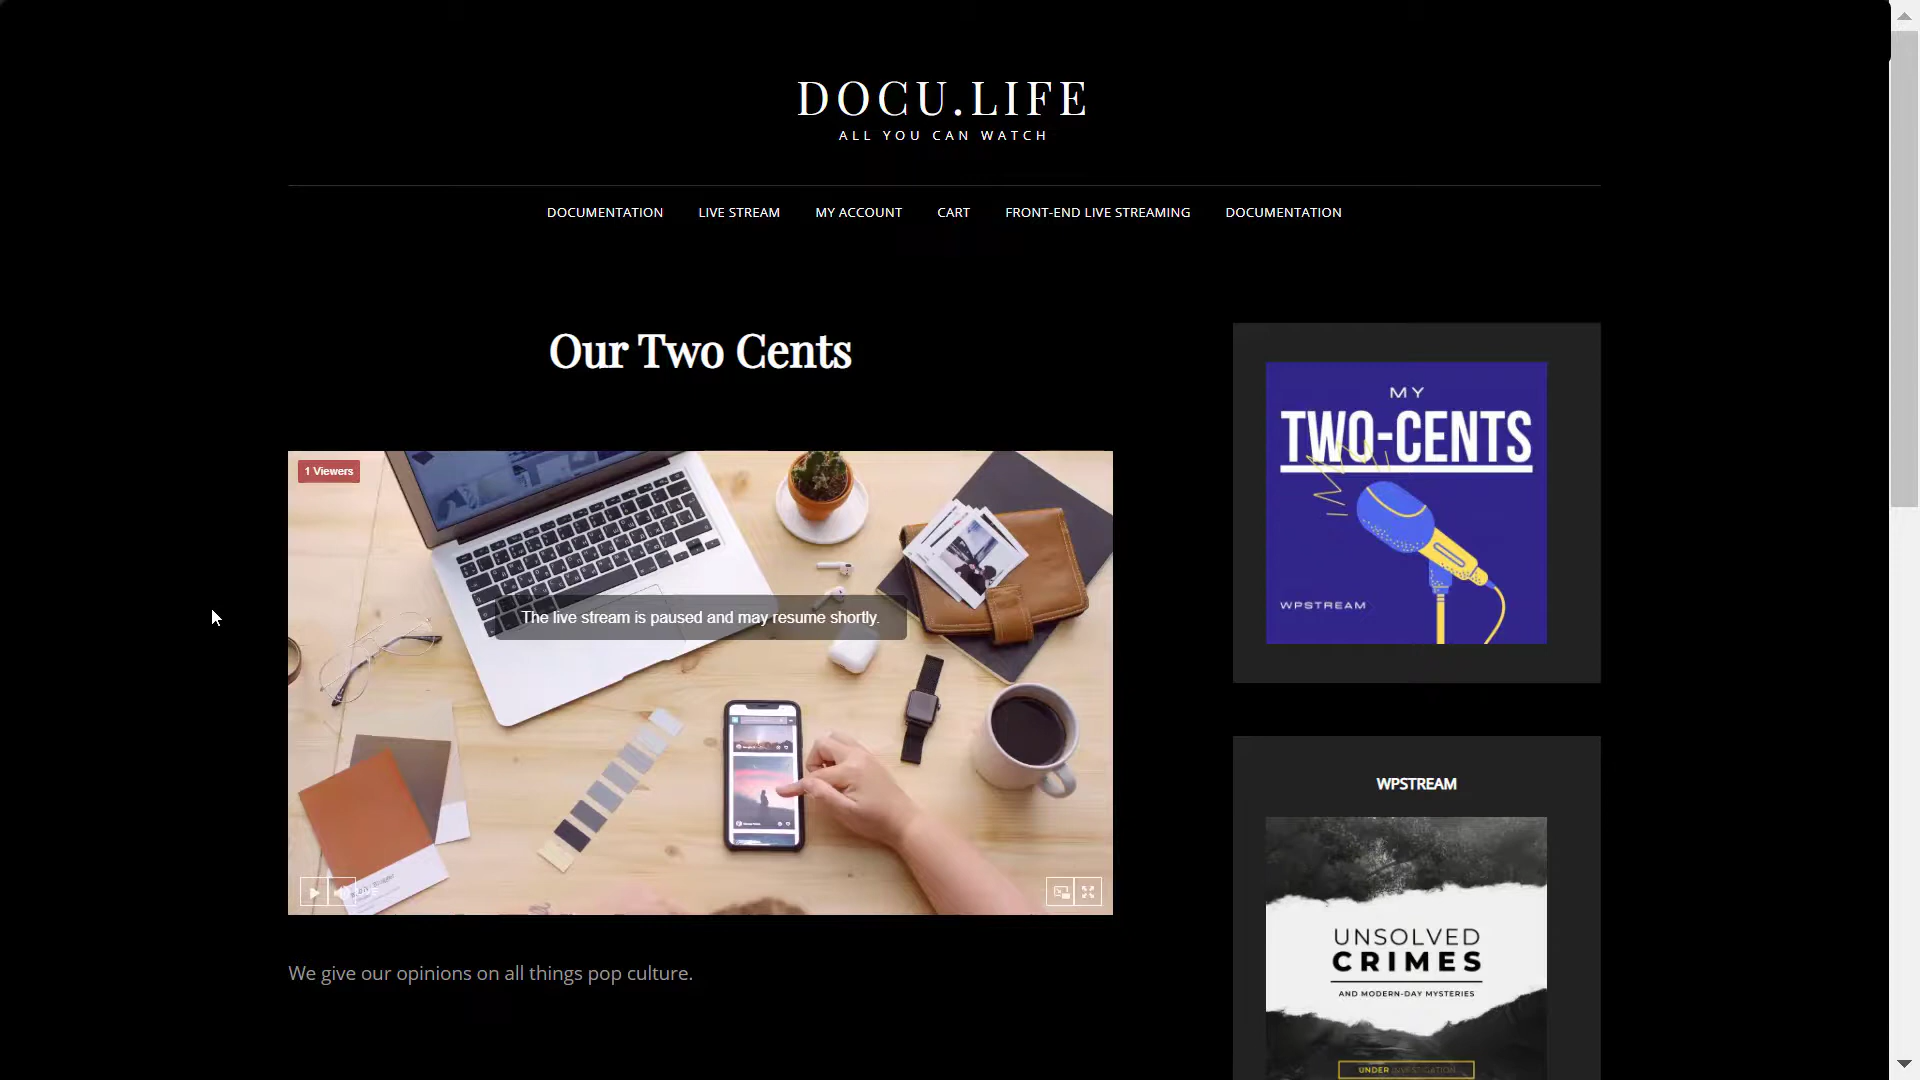 DOCU.LIFE
ALL YOU CAN WATCH
DOCUMENTATION LIVE STREAM MY ACCOUNT CART FRONT-END LIVE STREAMING DOCUMENTATION
Our Two Cents
1 Viewers
The live stream is paused and may resume shortly.
We give our opinions on all things pop culture.
MY
TWO-CENTS
WPSTREAM
WPSTREAM
UNSOLVED
CRIMES
AND MODERN-DAY MYSTERIES
UNDER INVESTIGATION